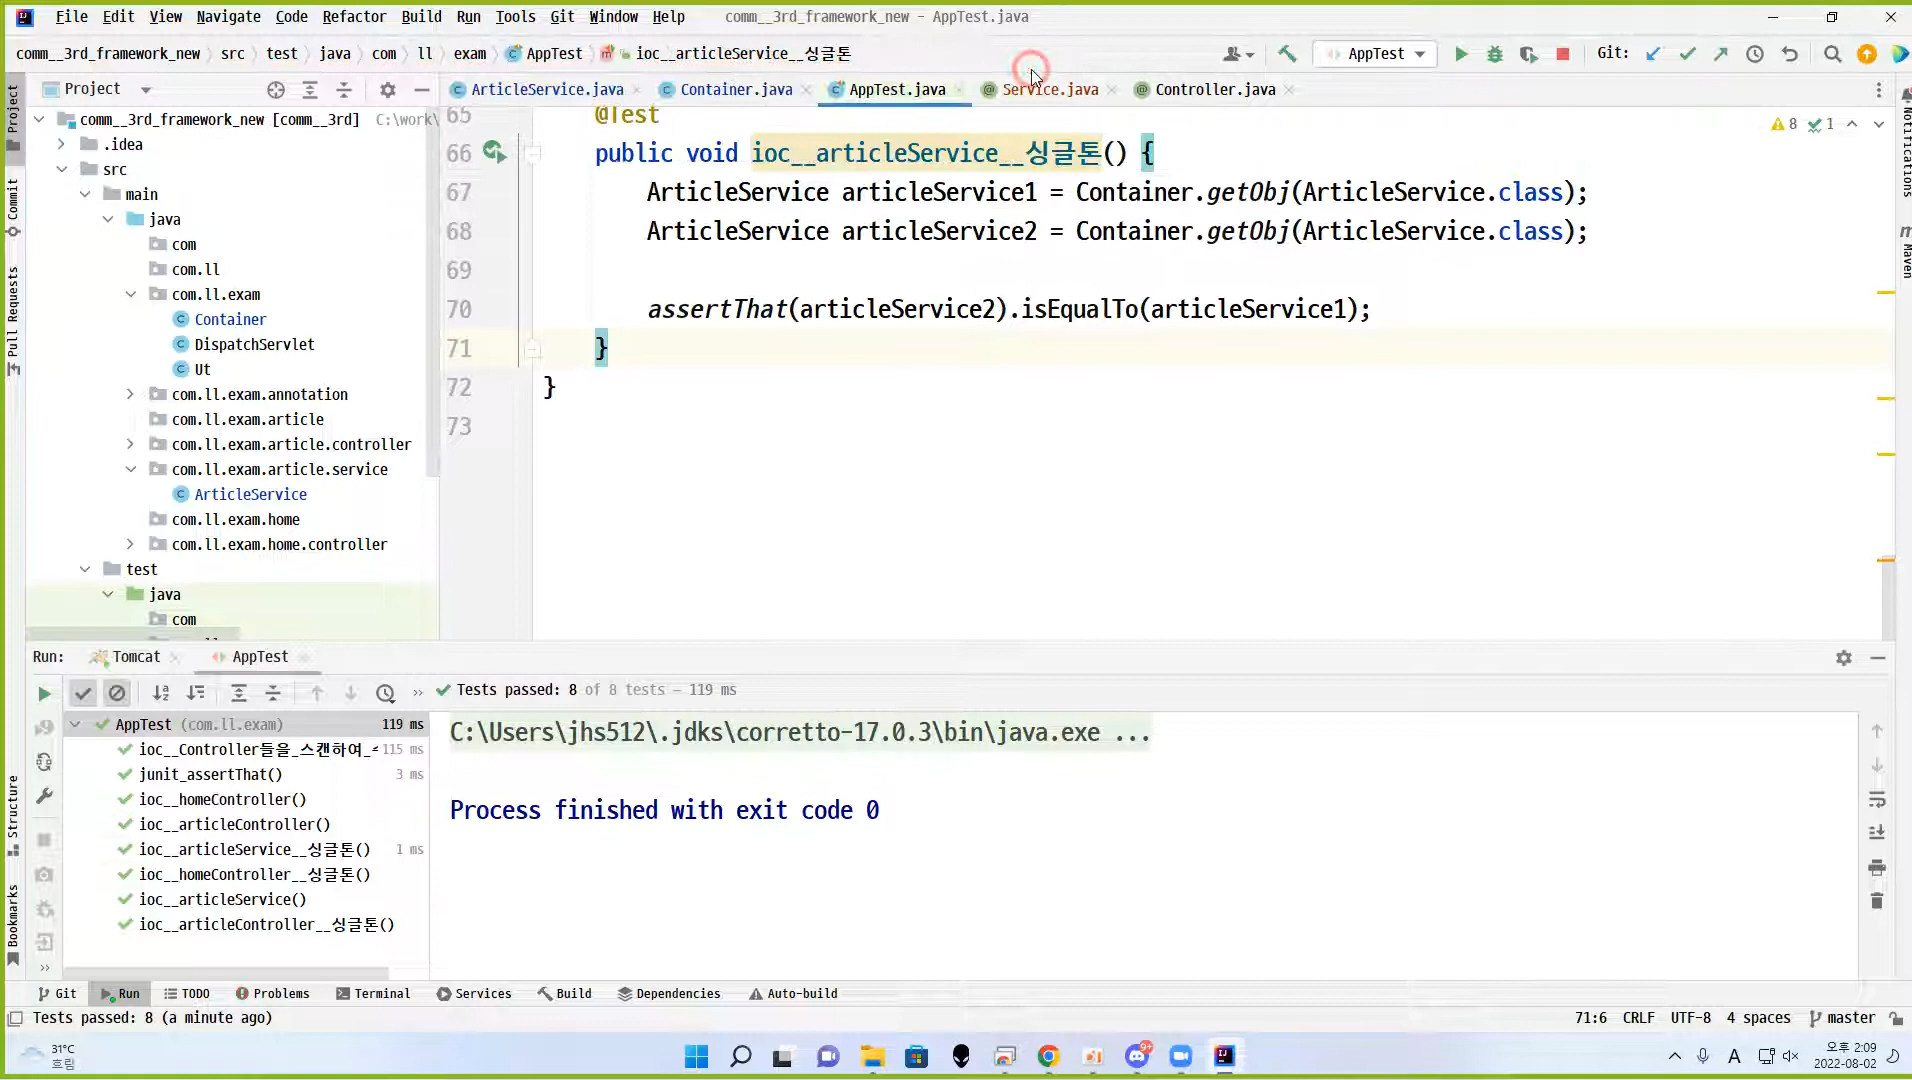 File Edit View Navigate Code Refactor Build Run Tools Git Window Help comm__3rd_framework_new - AppTest.java
comm__3rd_framework_new src test java com ll exam AppTest ioc__articleService__싱글톤 AppTest Git:
Project ArticleService.java Container.java AppTest.java Service.java Controller.java
comm__3rd_framework_new [comm__3rd] C:\work\
.idea
src
main
java
com
com.ll
com.ll.exam
Container
DispatchServlet
Ut
com.ll.exam.annotation
com.ll.exam.article
com.ll.exam.article.controller
com.ll.exam.article.service
ArticleService
com.ll.exam.home
com.ll.exam.home.controller
test
java
com
65 @Test
66 public void ioc__articleService__싱글톤() {
67 ArticleService articleService1 = Container.getObj(ArticleService.class);
68 ArticleService articleService2 = Container.getObj(ArticleService.class);
69
70 assertThat(articleService2).isEqualTo(articleService1);
71 }
72 }
73
8 1
Project
Commit
Pull Requests
Structure
Bookmarks
Notifications
Maven
Run: Tomcat AppTest
Tests passed: 8 of 8 tests – 119 ms
AppTest (com.ll.exam) 119 ms
ioc__Controller들을_스캔하여_ 115 ms
junit_assertThat() 3 ms
ioc__homeController()
ioc__articleController()
ioc__articleService__싱글톤() 1 ms
ioc__homeController__싱글톤()
ioc__articleService()
ioc__articleController__싱글톤()
C:\Users\jhs512\.jdks\corretto-17.0.3\bin\java.exe ...
Process finished with exit code 0
Git Run TODO Problems Terminal Services Build Dependencies Auto-build
Tests passed: 8 (a minute ago) 71:6 CRLF UTF-8 4 spaces master
31°C
흐림
9+
A
오후 2:09
2022-08-02